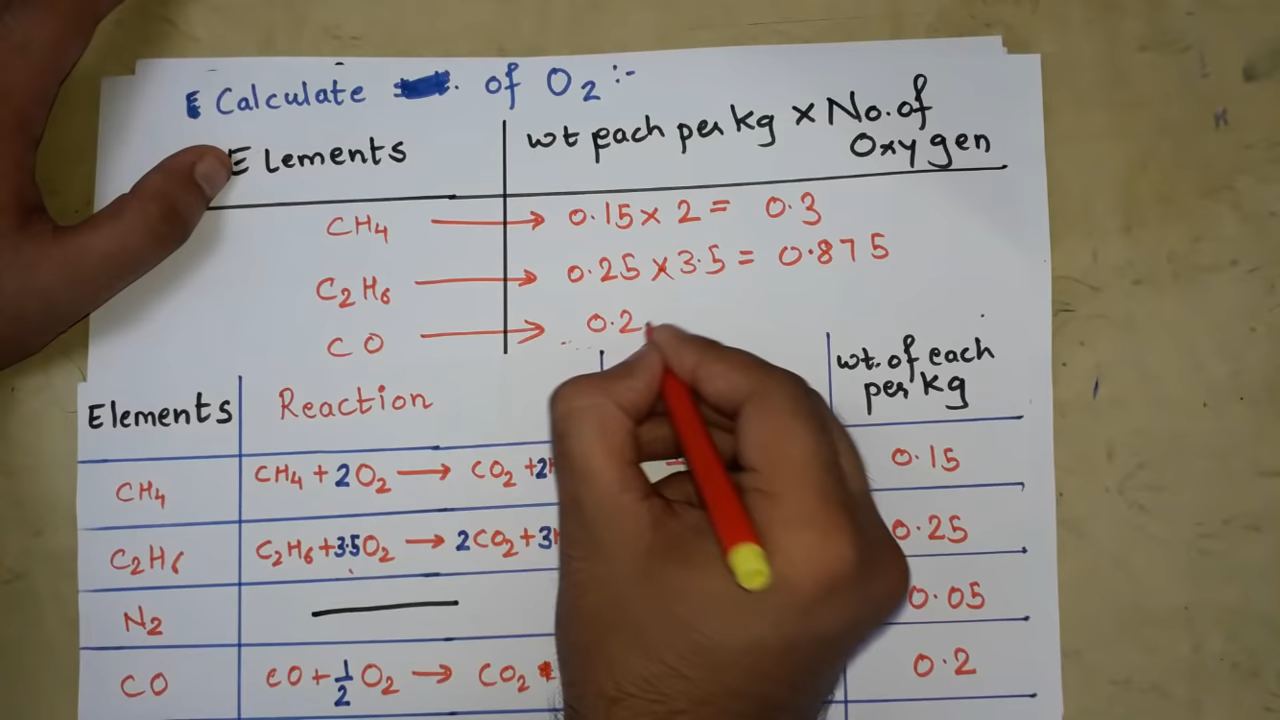 Calculate of O2:-
Elements wt each per kg × No. of Oxygen
CH4 → 0.15 × 2 = 0.3
C2H6 → 0.25 × 3.5 = 0.875
CO → 0.2
Elements Reaction wt. of each per kg
CH4 CH4 + 2O2 → CO2 + 2 0.15
C2H6 C2H6 + 3.5O2 → 2CO2 + 3 0.25
N2 — 0.05
CO CO + 1/2 O2 → CO2 0.2